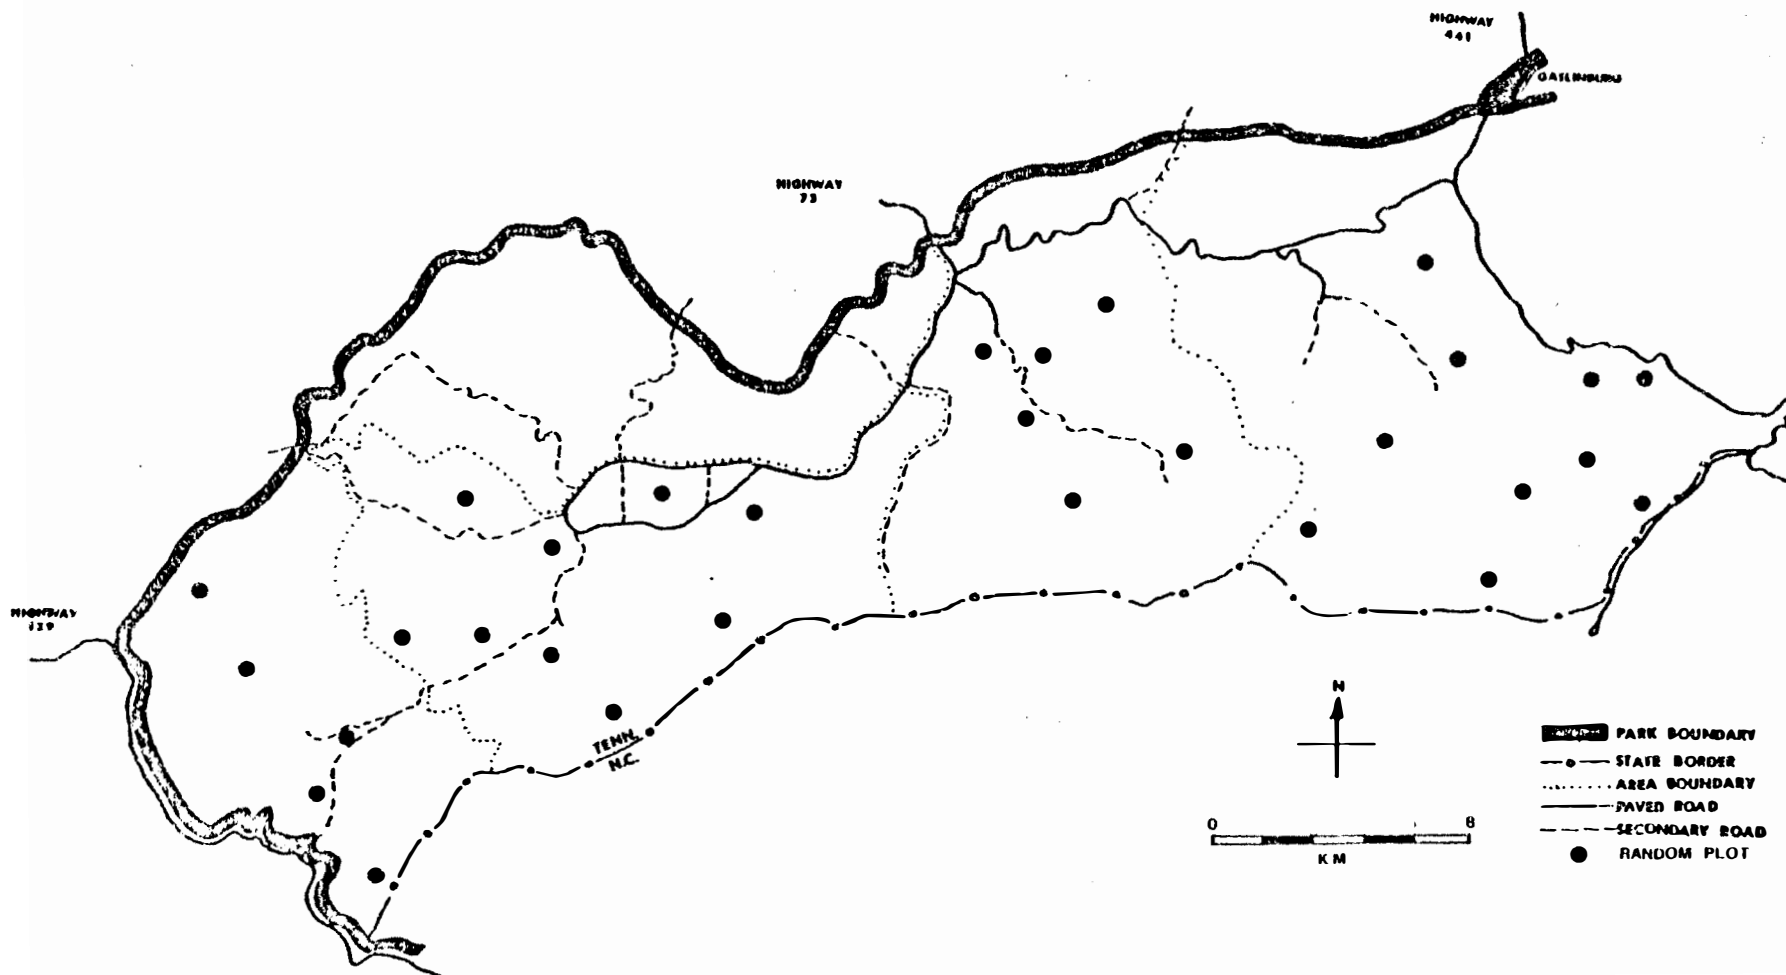 HIGHWAY
441
GATLINBURG
HIGHWAY
73
HIGHWAY
129
TENN.
N.C.
N
PARK BOUNDARY
STATE BORDER
AREA BOUNDARY
PAVED ROAD
SECONDARY ROAD
RANDOM PLOT
0 8
KM